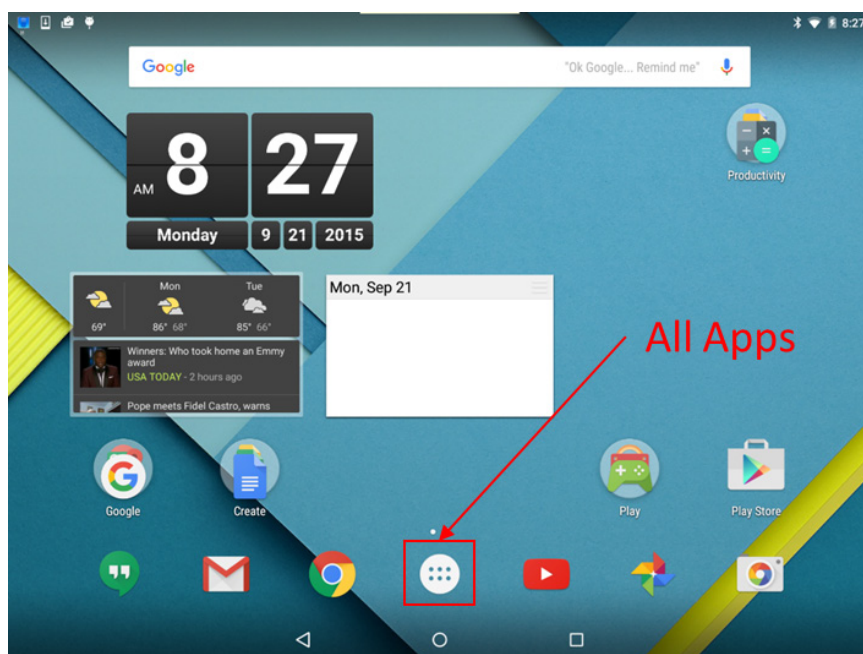 8:27
Google
"Ok Google... Remind me"
AM 8 27
Monday 9 21 2015
Productivity
Mon Tue
69° 86° 68° 85° 66°
Winners: Who took home an Emmy
award
USA TODAY - 2 hours ago
Pope meets Fidel Castro, warns
Mon, Sep 21
All Apps
Google
Create
Play
Play Store